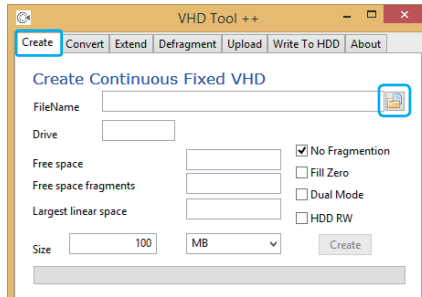 VHD Tool ++
Create Convert Extend Defragment Upload Write To HDD About
Create Continuous Fixed VHD
FileName
Drive
Free space
Free space fragments
Largest linear space
No Fragmention
Fill Zero
Dual Mode
HDD RW
Size 100 MB Create